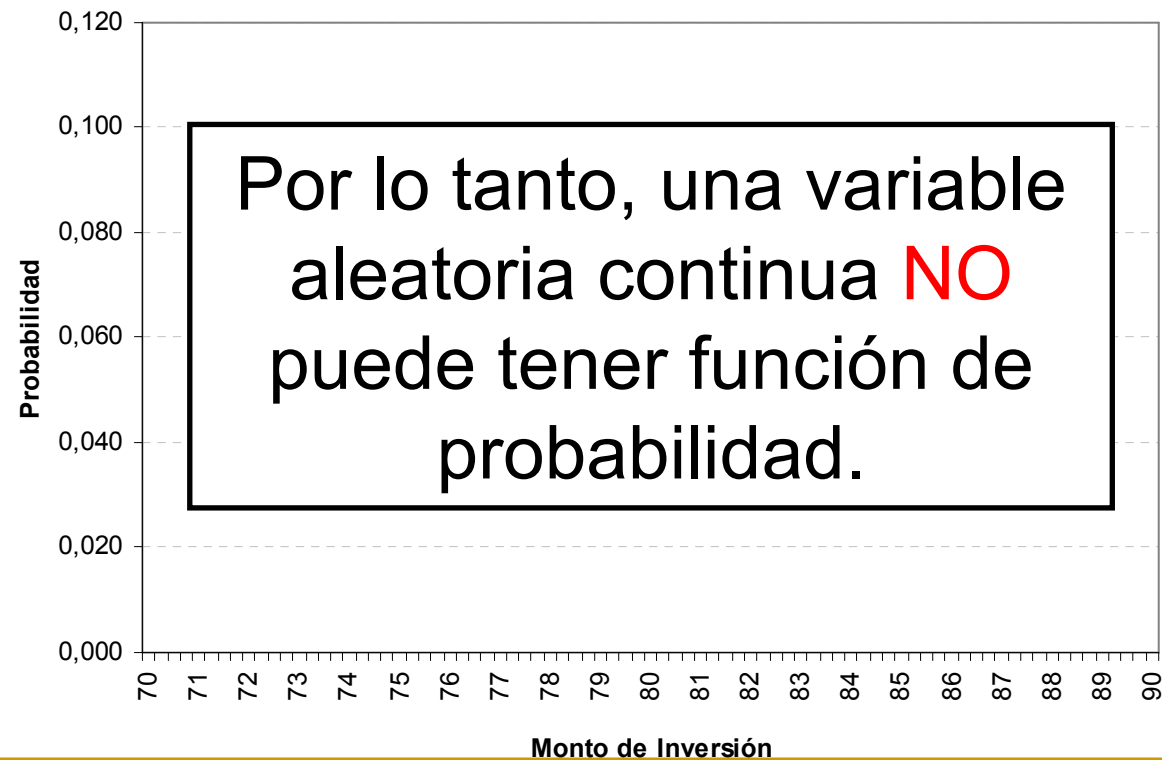 0,120
0,100
0,080
0,060
0,040
0,020
0,000
Probabilidad
Por lo tanto, una variable
aleatoria continua NO
puede tener función de
probabilidad.
70 71 72 73 74 75 76 77 78 79 80 81 82 83 84 85 86 87 88 89 90
Monto de Inversión